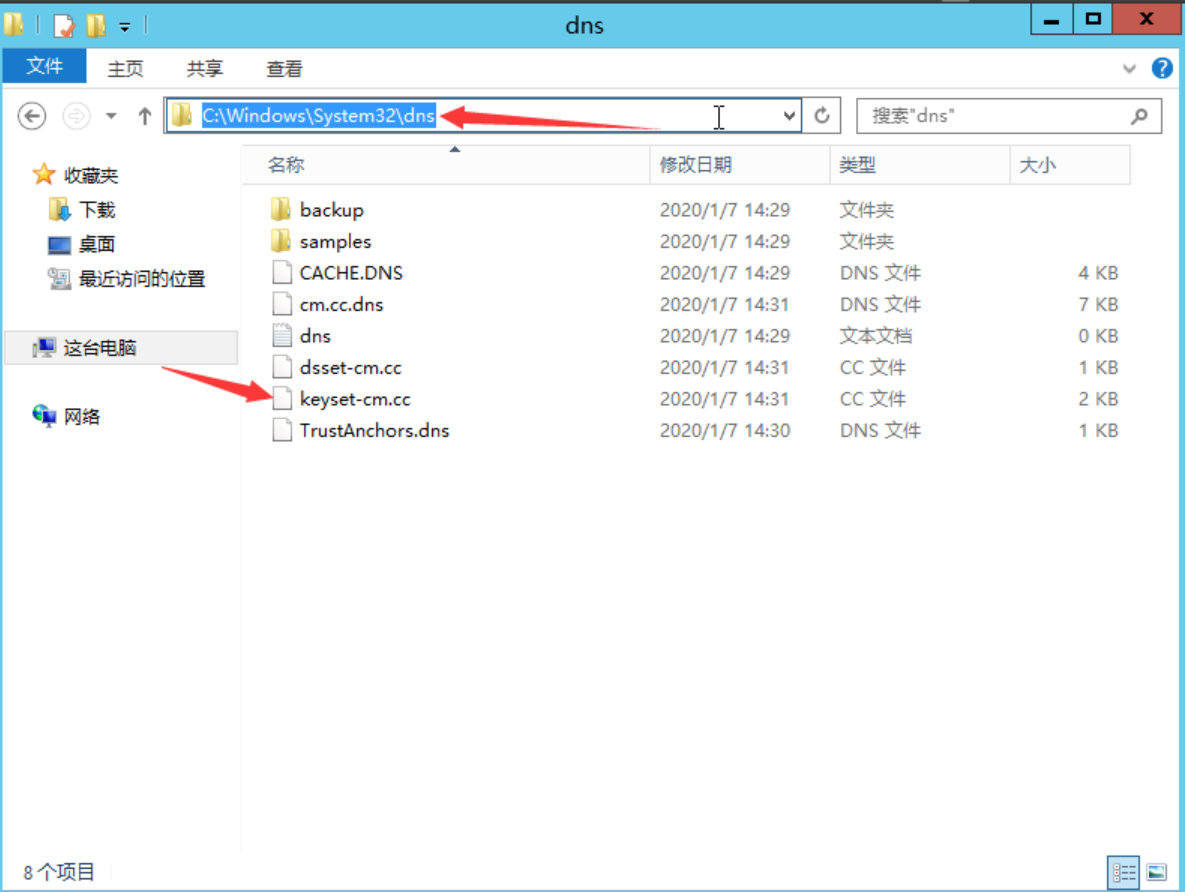 dns
文件 主页 共享 查看
C:\Windows\System32\dns 搜索"dns"
名称 修改日期 类型 大小
收藏夹
下载
桌面
最近访问的位置
这台电脑
网络
backup 2020/1/7 14:29 文件夹
samples 2020/1/7 14:29 文件夹
CACHE.DNS 2020/1/7 14:29 DNS 文件 4 KB
cm.cc.dns 2020/1/7 14:31 DNS 文件 7 KB
dns 2020/1/7 14:29 文本文档 0 KB
dsset-cm.cc 2020/1/7 14:31 CC 文件 1 KB
keyset-cm.cc 2020/1/7 14:31 CC 文件 2 KB
TrustAnchors.dns 2020/1/7 14:30 DNS 文件 1 KB
8 个项目